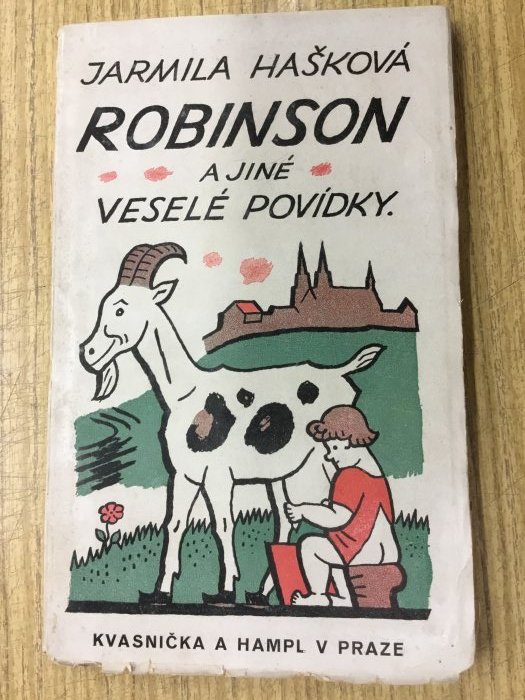 JARMILA HAŠKOVÁ
ROBINSON
A JINÉ
VESELÉ POVÍDKY.
KVASNIČKA A HAMPL V PRAZE